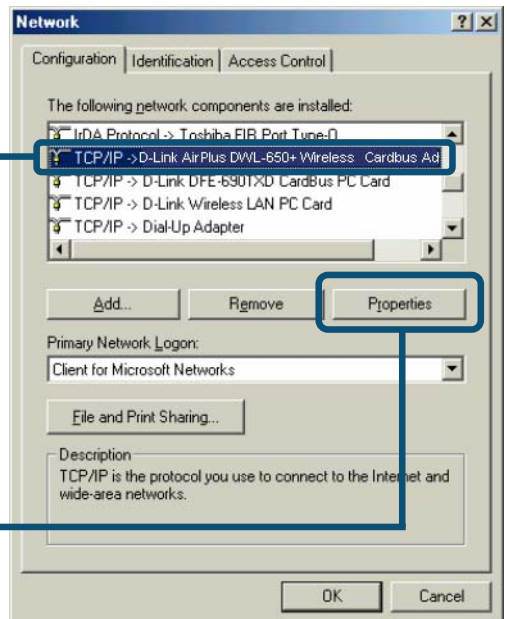 Network
Configuration Identification Access Control
The following network components are installed:
IrDA Protocol -> Toshiba FIR Port Type-O
TCP/IP ->D-Link AirPlus DWL-650+ Wireless Cardbus Ad
TCP/IP -> D-Link DFE-690TXD CardBus PC Card
TCP/IP -> D-Link Wireless LAN PC Card
TCP/IP -> Dial-Up Adapter
Add... Remove Properties
Primary Network Logon:
Client for Microsoft Networks
File and Print Sharing...
Description
TCP/IP is the protocol you use to connect to the Internet and
wide-area networks.
OK Cancel